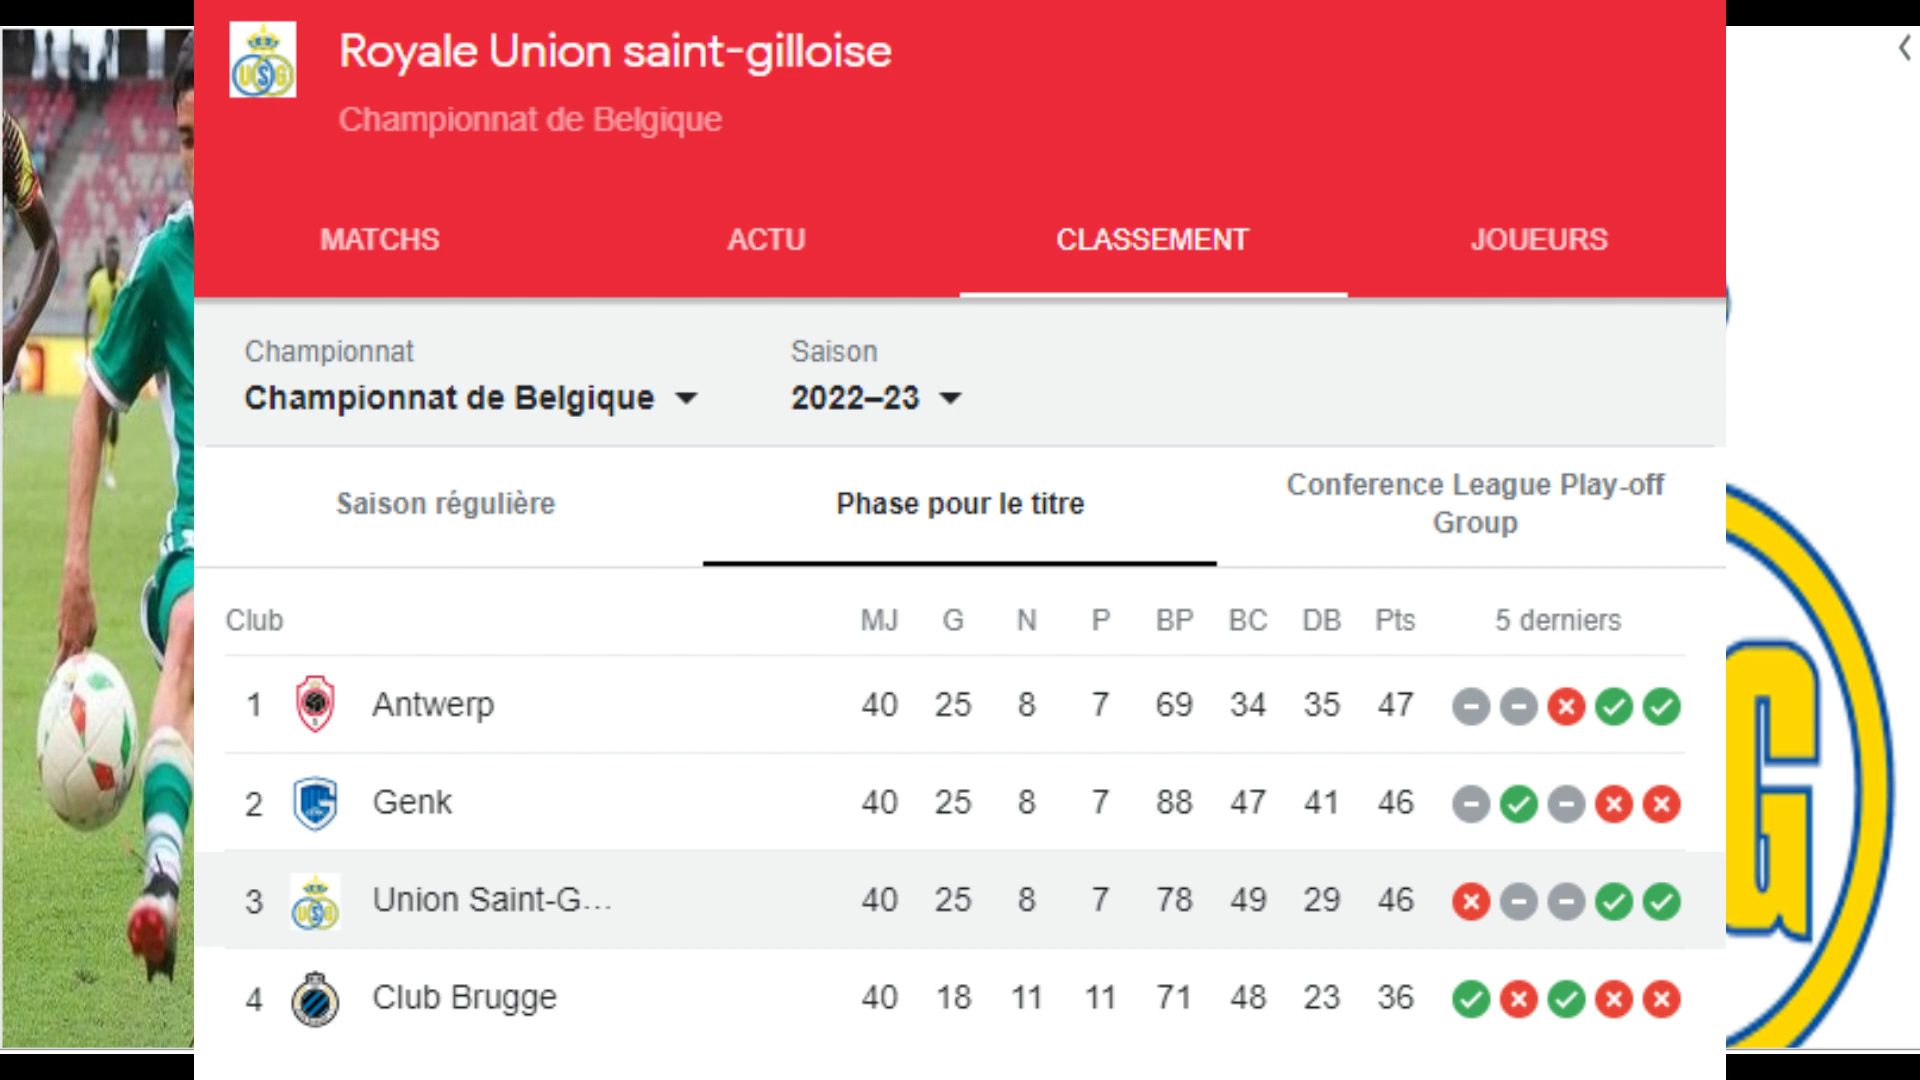 USG
Royale Union saint-gilloise
Championnat de Belgique
MATCHS ACTU CLASSEMENT JOUEURS
Championnat Saison
Championnat de Belgique 2022–23
Saison régulière Phase pour le titre Conference League Play-off
Group
Club MJ G N P BP BC DB Pts 5 derniers
1 Antwerp 40 25 8 7 69 34 35 47
2 Genk 40 25 8 7 88 47 41 46
3 USG Union Saint-G... 40 25 8 7 78 49 29 46
4 Club Brugge 40 18 11 11 71 48 23 36
G